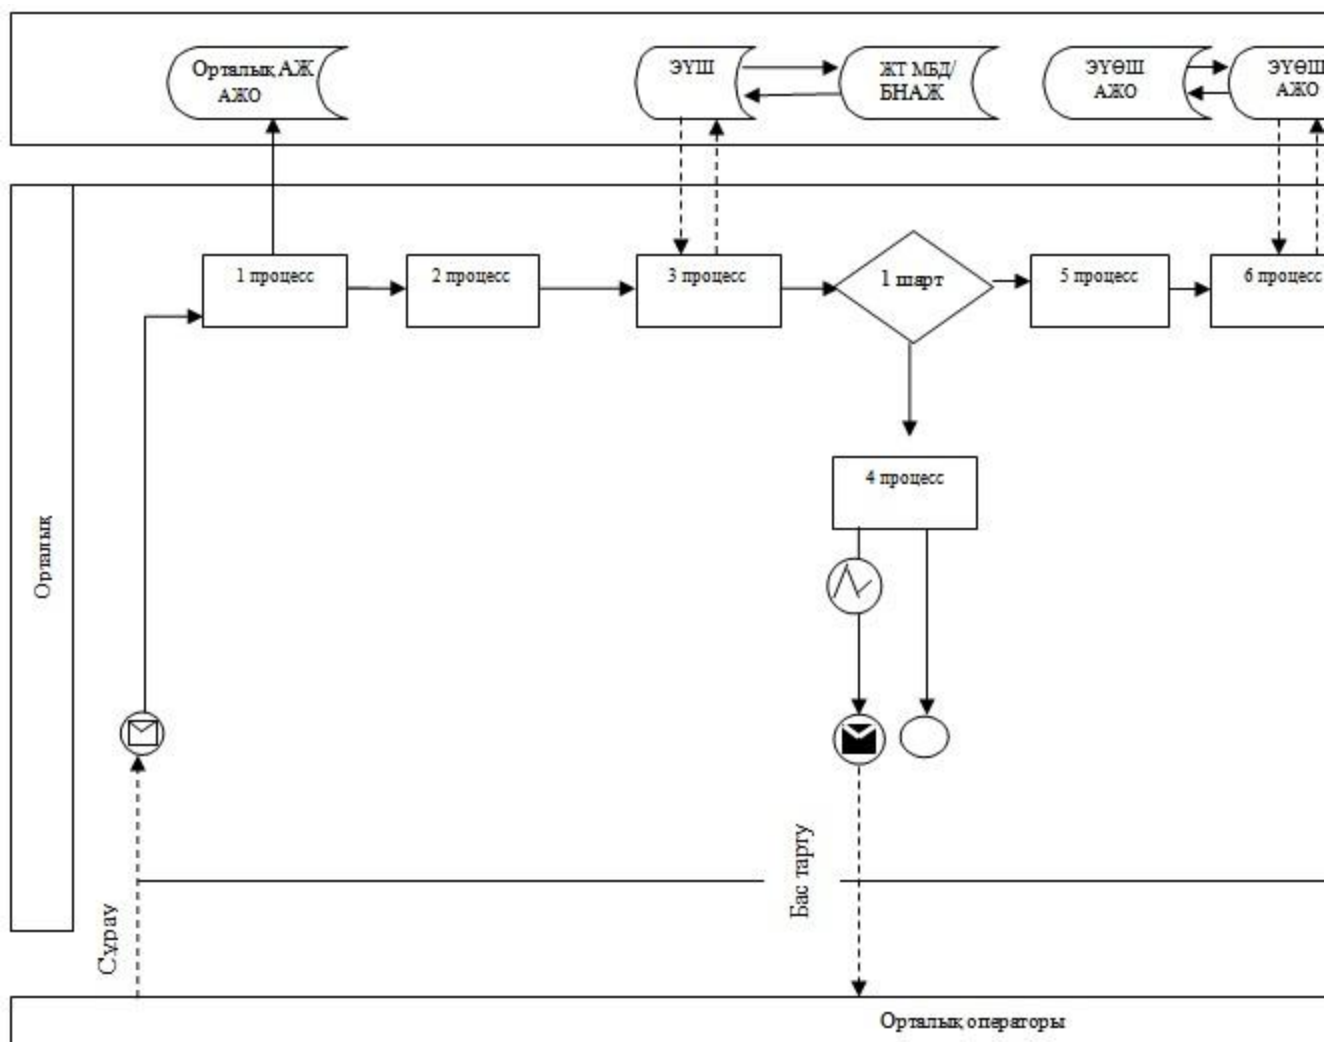 Орталық АЖ
АЖО
ЭҮШ
ЖТ МБД/
БНАЖ
ЭҮӨШ
АЖО
ЭҮӨШ
АЖО
1 процесс
2 процесс
3 процесс
1 шарт
5 процесс
6 процесс
4 процесс
Орталық
Бас тарту
Сұрау
Орталық операторы